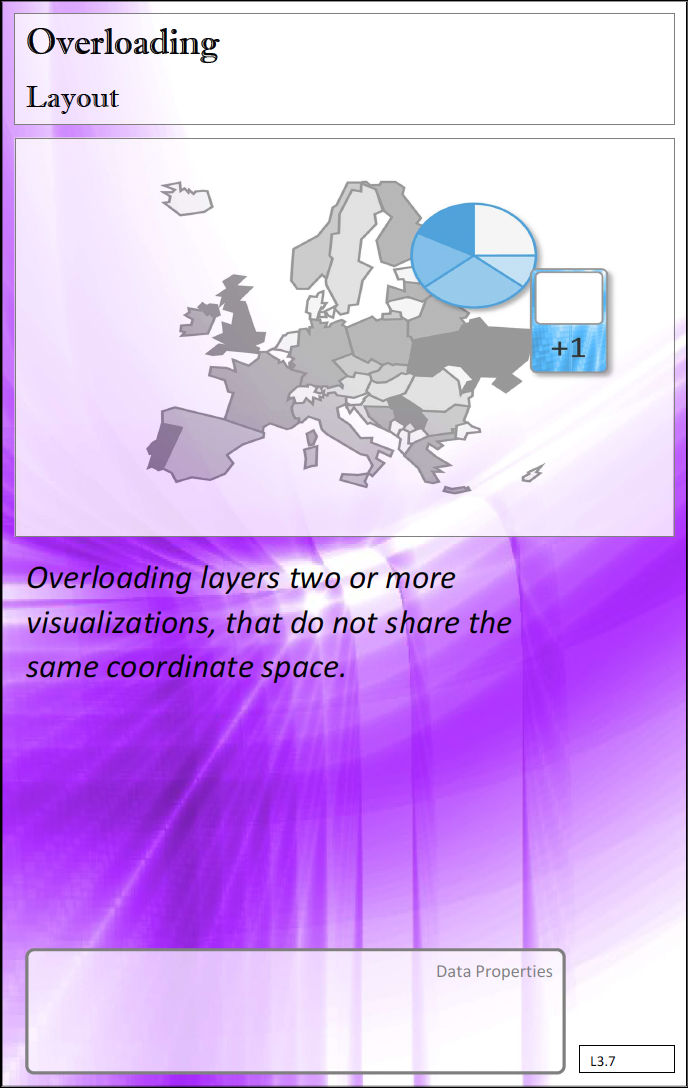 Overloading
Layout
+1
Overloading layers two or more
visualizations, that do not share the
same coordinate space.
Data Properties
L3.7